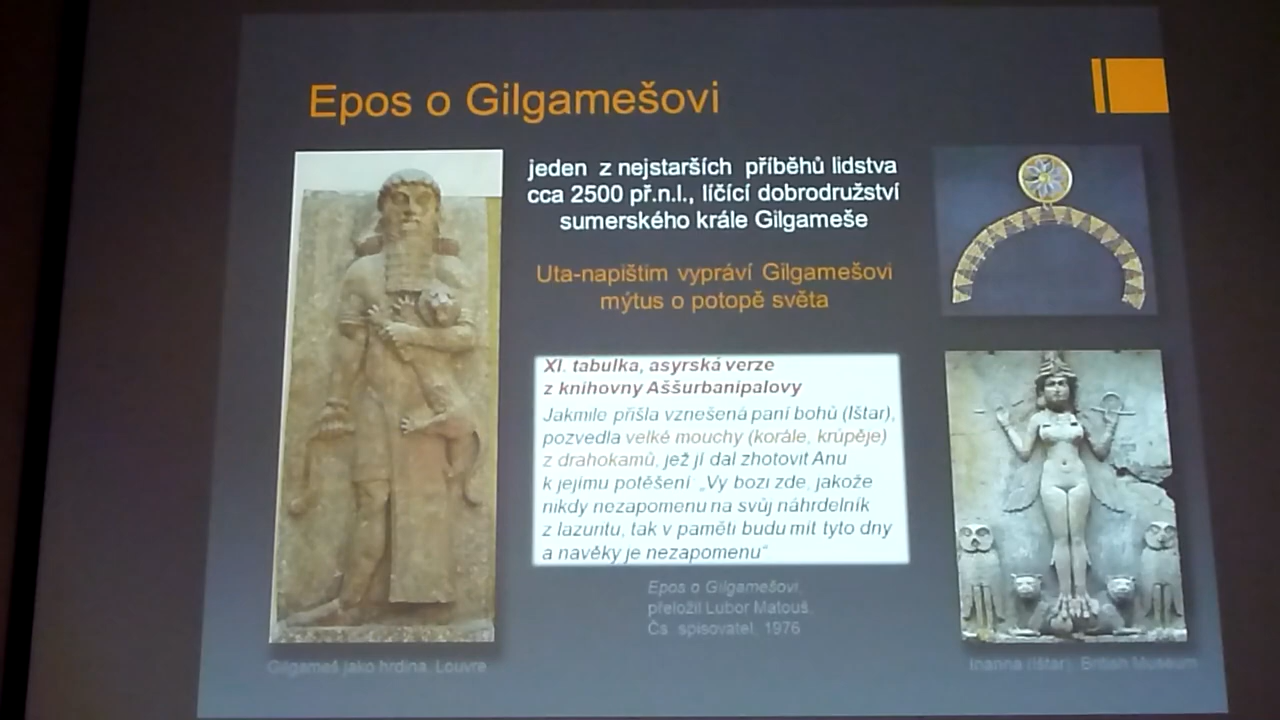 Epos o Gilgamešovi
jeden z nejstarších příběhů lidstva
cca 2500 př.n.l., líčící dobrodružství
sumerského krále Gilgameše
Uta-napištim vypráví Gilgamešovi
mýtus o potopě světa
XI. tabulka, asyrská verze
z knihovny Aššurbanipalovy
Jakmile přišla vznešená paní bohů (Ištar),
pozvedla velké mouchy (korále, krůpěje)
z drahokamů, jež jí dal zhotovit Anu
k jejímu potěšení: „Vy bozi zde, jakože
nikdy nezapomenu na svůj náhrdelník
z lazuritu, tak v paměti budu mít tyto dny
a navěky je nezapomenu“
Epos o Gilgamešovi,
přeložil Lubor Matouš,
Čs. spisovatel, 1976
Gilgameš jako hrdina, Louvre
Inanna (Ištar), British Museum